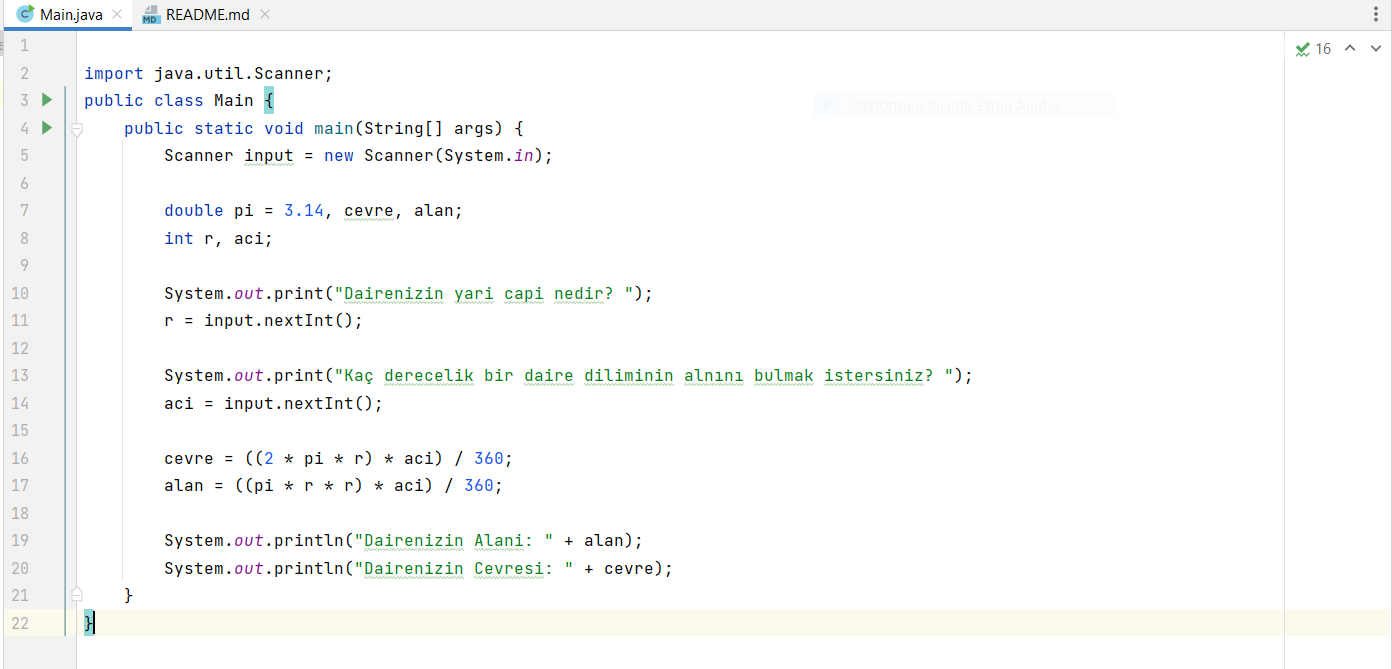 Main.java README.md
16
1
2 import java.util.Scanner;
3 public class Main {
4 public static void main(String[] args) {
5 Scanner input = new Scanner(System.in);
6
7 double pi = 3.14, cevre, alan;
8 int r, aci;
9
10 System.out.print("Dairenizin yari capi nedir? ");
11 r = input.nextInt();
12
13 System.out.print("Kaç derecelik bir daire diliminin alnını bulmak istersiniz? ");
14 aci = input.nextInt();
15
16 cevre = ((2 * pi * r) * aci) / 360;
17 alan = ((pi * r * r) * aci) / 360;
18
19 System.out.println("Dairenizin Alani: " + alan);
20 System.out.println("Dairenizin Cevresi: " + cevre);
21 }
22 }
Dikdörtgen Biçimli Ekran Alıntısı